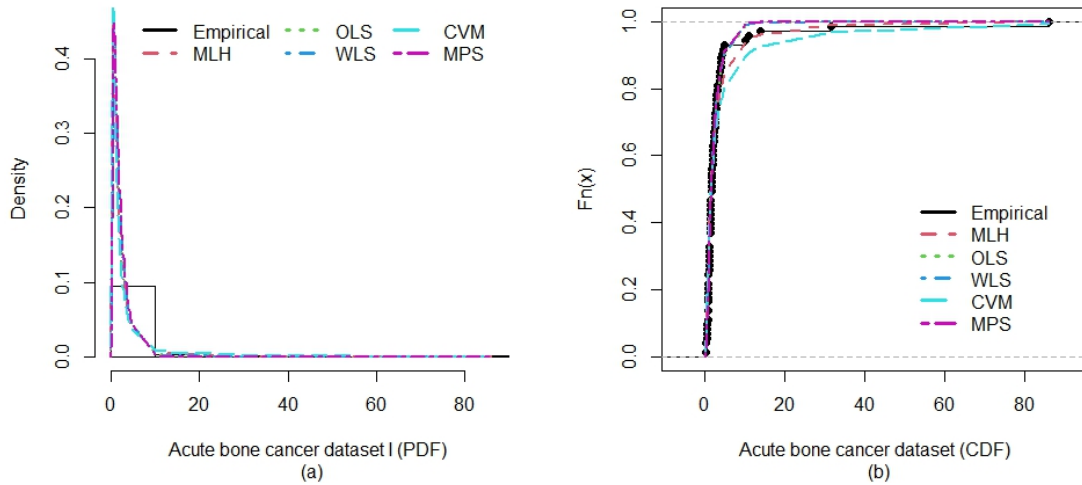 Empirical
MLH
OLS
WLS
CVM
MPS
Density
0.0 0.1 0.2 0.3 0.4
0 20 40 60 80
Acute bone cancer dataset I (PDF)
(a)
Fn(x)
0.0 0.2 0.4 0.6 0.8 1.0
Empirical
MLH
OLS
WLS
CVM
MPS
0 20 40 60 80
Acute bone cancer dataset (CDF)
(b)